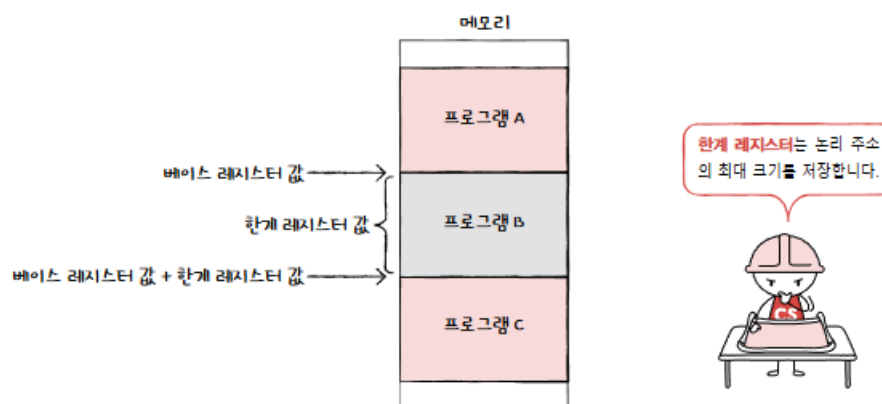 메모리
프로그램 A
베이스 레지스터 값
한계 레지스터 값
프로그램 B
베이스 레지스터 값 + 한계 레지스터 값
프로그램 C
한계 레지스터는 논리 주소
의 최대 크기를 저장합니다.
CS